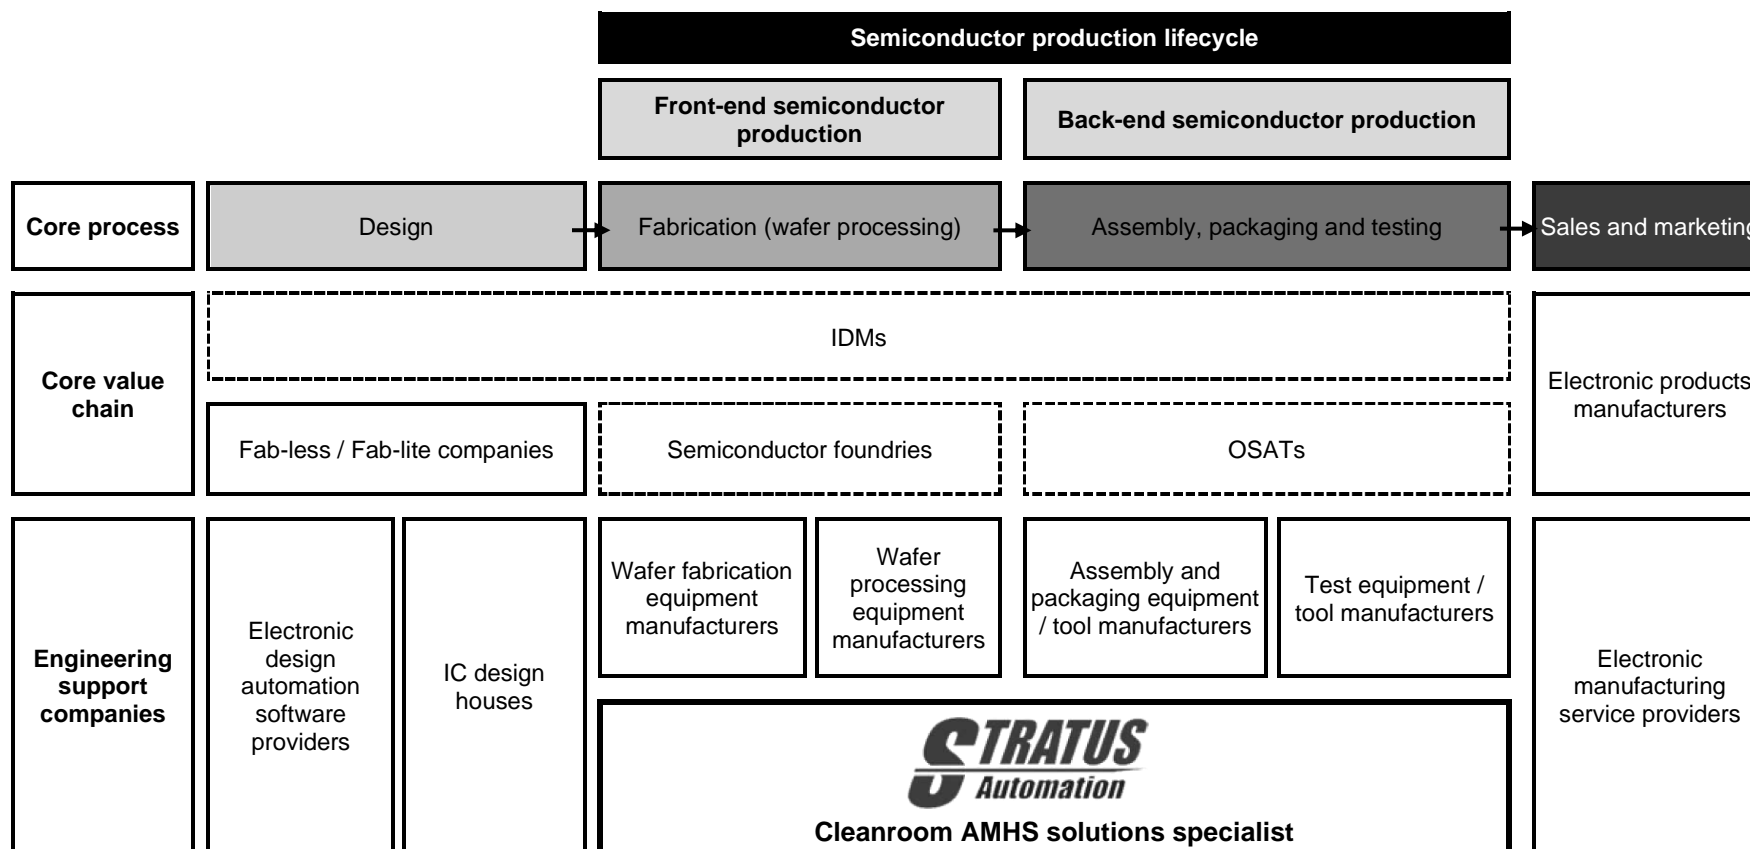 Semiconductor production lifecycle
Front-end semiconductor
production
Back-end semiconductor production
Core process
Design
Fabrication (wafer processing)
Assembly, packaging and testing
Sales and marketing
Core value
chain
IDMs
Electronic products
manufacturers
Fab-less / Fab-lite companies
Semiconductor foundries
OSATs
Engineering
support
companies
Electronic
design
automation
software
providers
IC design
houses
Wafer fabrication
equipment
manufacturers
Wafer
processing
equipment
manufacturers
Assembly and
packaging equipment
/ tool manufacturers
Test equipment /
tool manufacturers
Electronic
manufacturing
service providers
STRATUS
Automation
Cleanroom AMHS solutions specialist